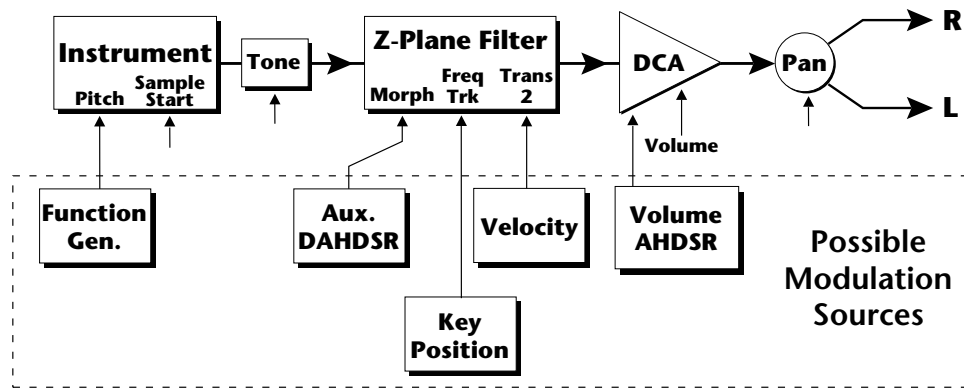 Instrument
Pitch
Sample
Start
Tone
Z-Plane Filter
Morph
Freq
Trk
Trans
2
DCA
Volume
Pan
R
L
Function
Gen.
Aux.
DAHDSR
Velocity
Volume
AHDSR
Key
Position
Possible
Modulation
Sources